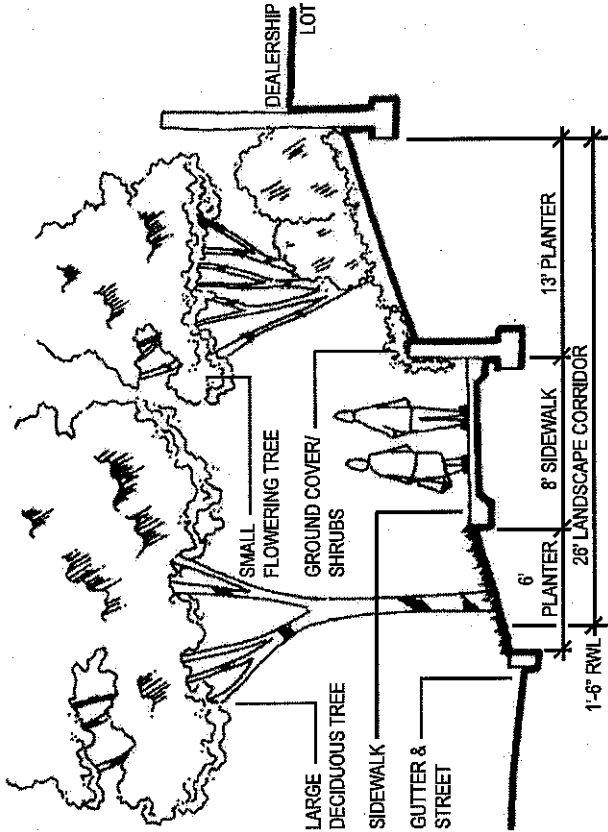 DEALERSHIP
LOT
SMALL
FLOWERING TREE
GROUND COVER/
SHRUBS
LARGE
DECIDUOUS TREE
SIDEWALK
GUTTER &
STREET
6'
PLANTER
8' SIDEWALK
13' PLANTER
26' LANDSCAPE CORRIDOR
1'-6" RWL